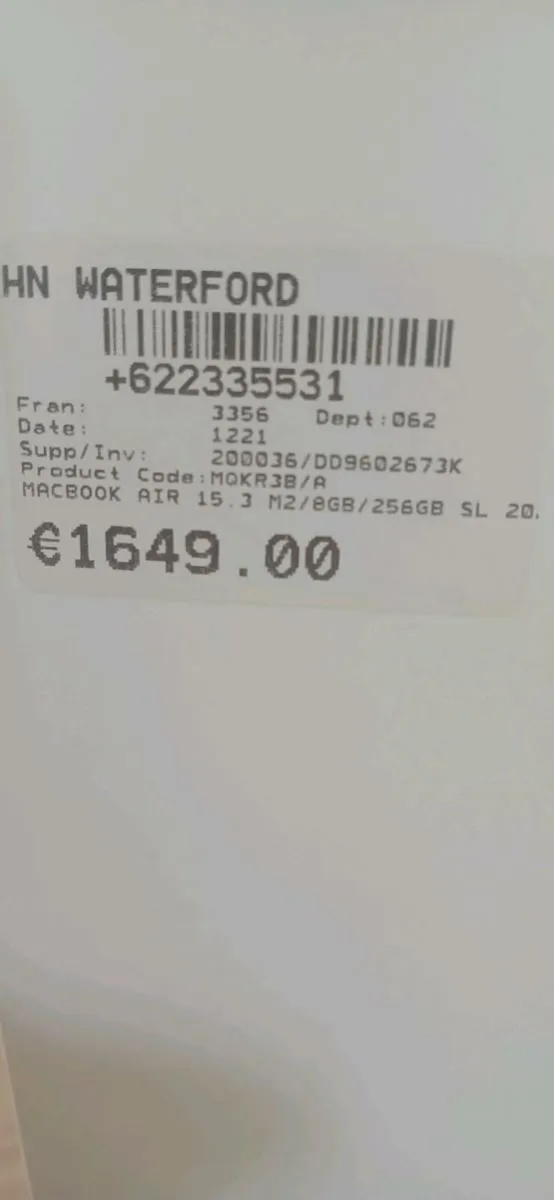 HN WATERFORD
+622335531
Fran: 3356 Dept:062
Date: 1221
Supp/Inv: 200036/DD9602673K
Product Code:MQKR3B/A
MACBOOK AIR 15.3 M2/8GB/256GB SL 20.
€1649.00